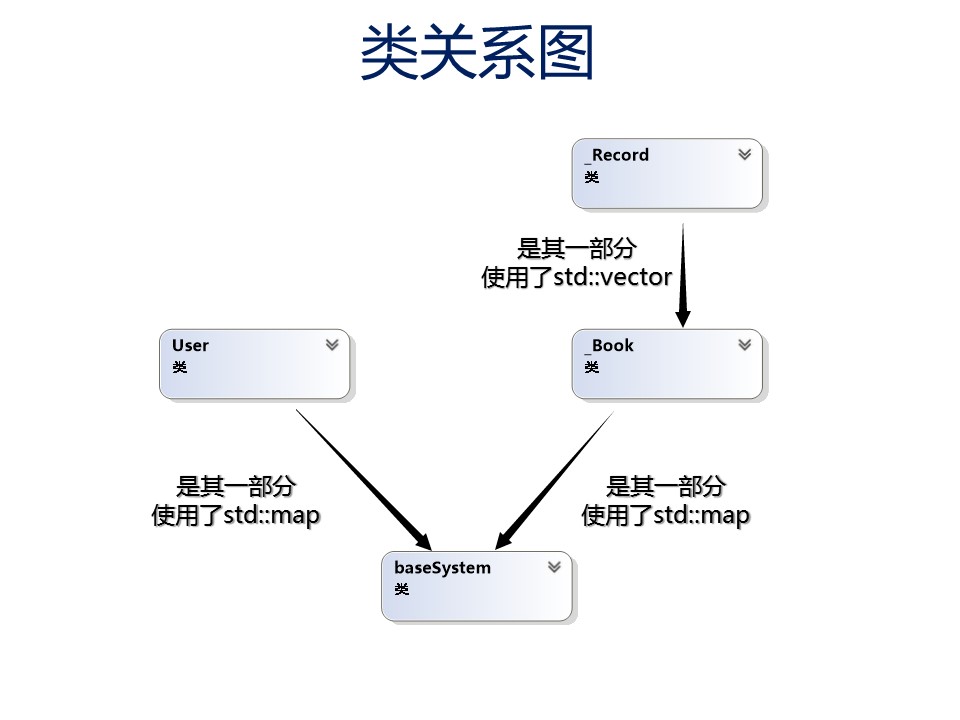 类关系图
_Record
类
是其一部分
使用了std::vector
User
类
_Book
类
是其一部分
使用了std::map
是其一部分
使用了std::map
baseSystem
类